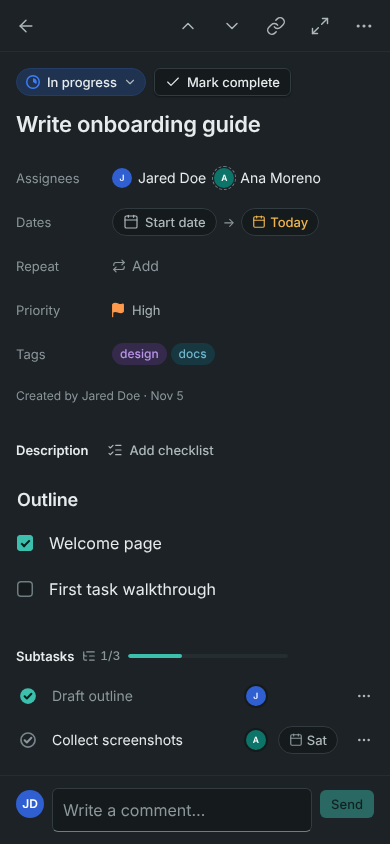 In progress Mark complete
Write onboarding guide
Assignees J Jared Doe A Ana Moreno
Dates Start date → Today
Repeat Add
Priority High
Tags design docs
Created by Jared Doe · Nov 5
Description Add checklist
Outline
Welcome page
First task walkthrough
Subtasks 1/3
Draft outline J
Collect screenshots A Sat
JD Write a comment... Send